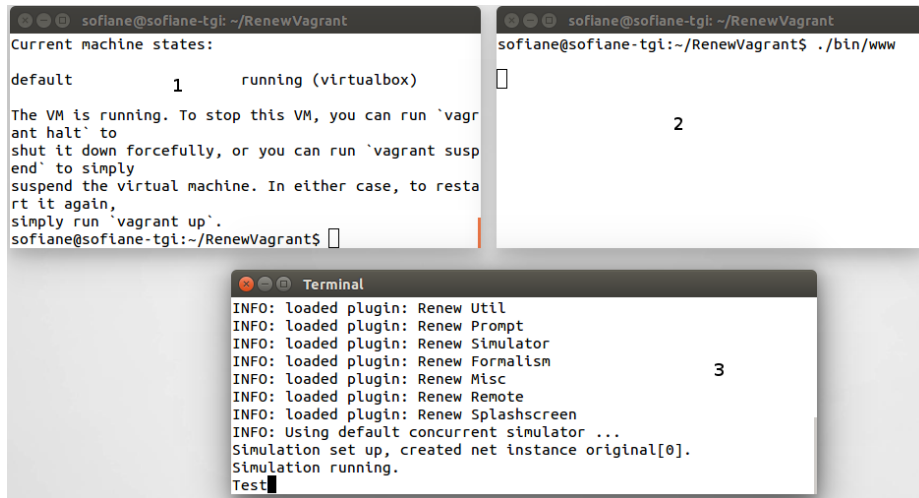 sofiane@sofiane-tgi: ~/RenewVagrant
Current machine states:
default running (virtualbox)
1
The VM is running. To stop this VM, you can run `vagr
ant halt` to
shut it down forcefully, or you can run `vagrant susp
end` to simply
suspend the virtual machine. In either case, to resta
rt it again,
simply run `vagrant up`.
sofiane@sofiane-tgi:~/RenewVagrant$
sofiane@sofiane-tgi: ~/RenewVagrant
sofiane@sofiane-tgi:~/RenewVagrant$ ./bin/www
2
Terminal
INFO: loaded plugin: Renew Util
INFO: loaded plugin: Renew Prompt
INFO: loaded plugin: Renew Simulator
INFO: loaded plugin: Renew Formalism
3
INFO: loaded plugin: Renew Misc
INFO: loaded plugin: Renew Remote
INFO: loaded plugin: Renew Splashscreen
INFO: Using default concurrent simulator ...
Simulation set up, created net instance original[0].
Simulation running.
Test